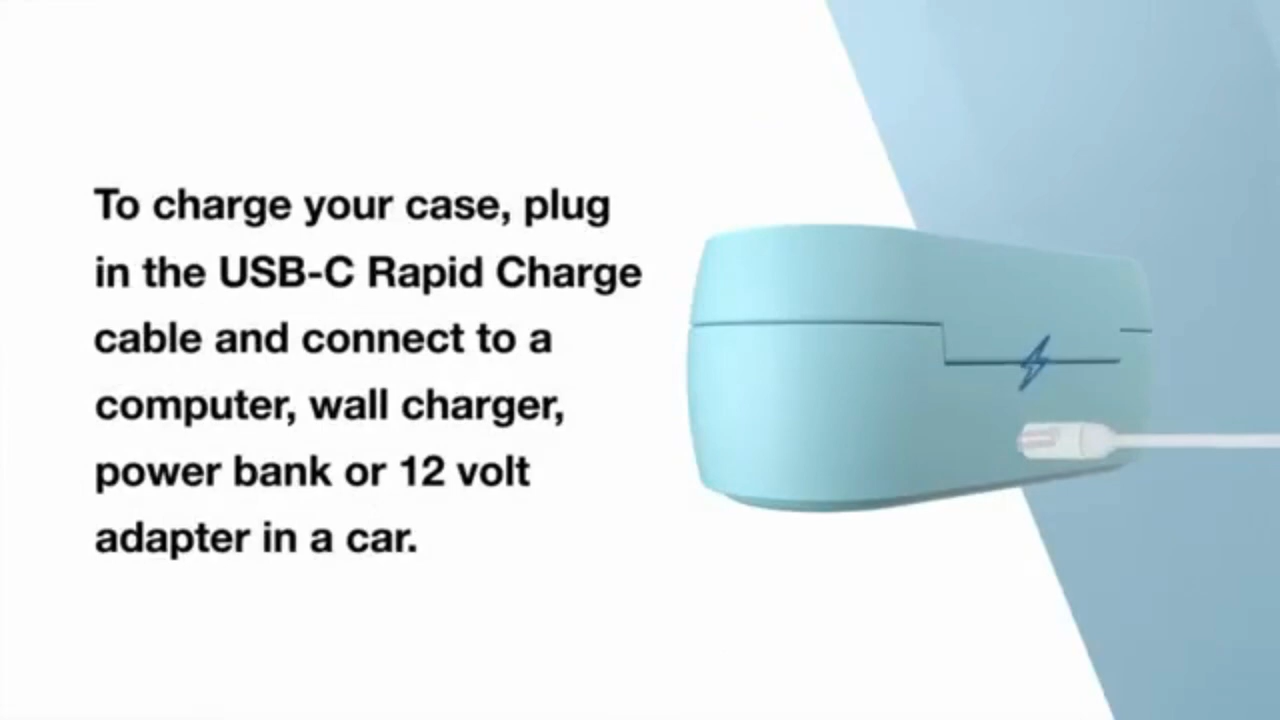 To charge your case, plug
in the USB-C Rapid Charge
cable and connect to a
computer, wall charger,
power bank or 12 volt
adapter in a car.